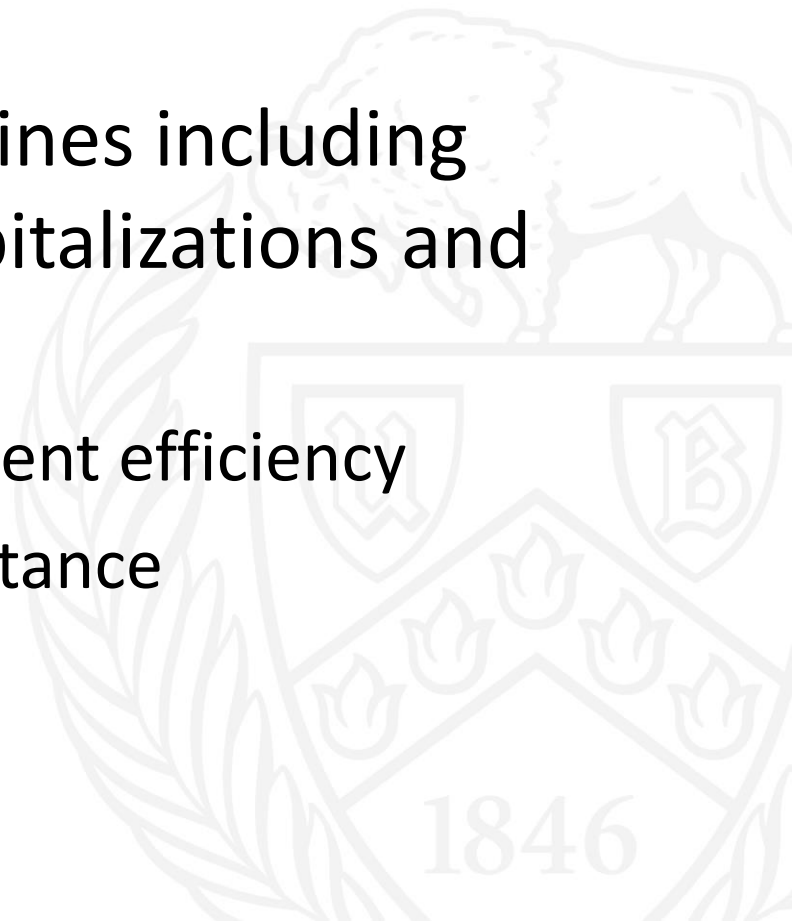 ines including
pitalizations and
ent efficiency
tance
U B
1846